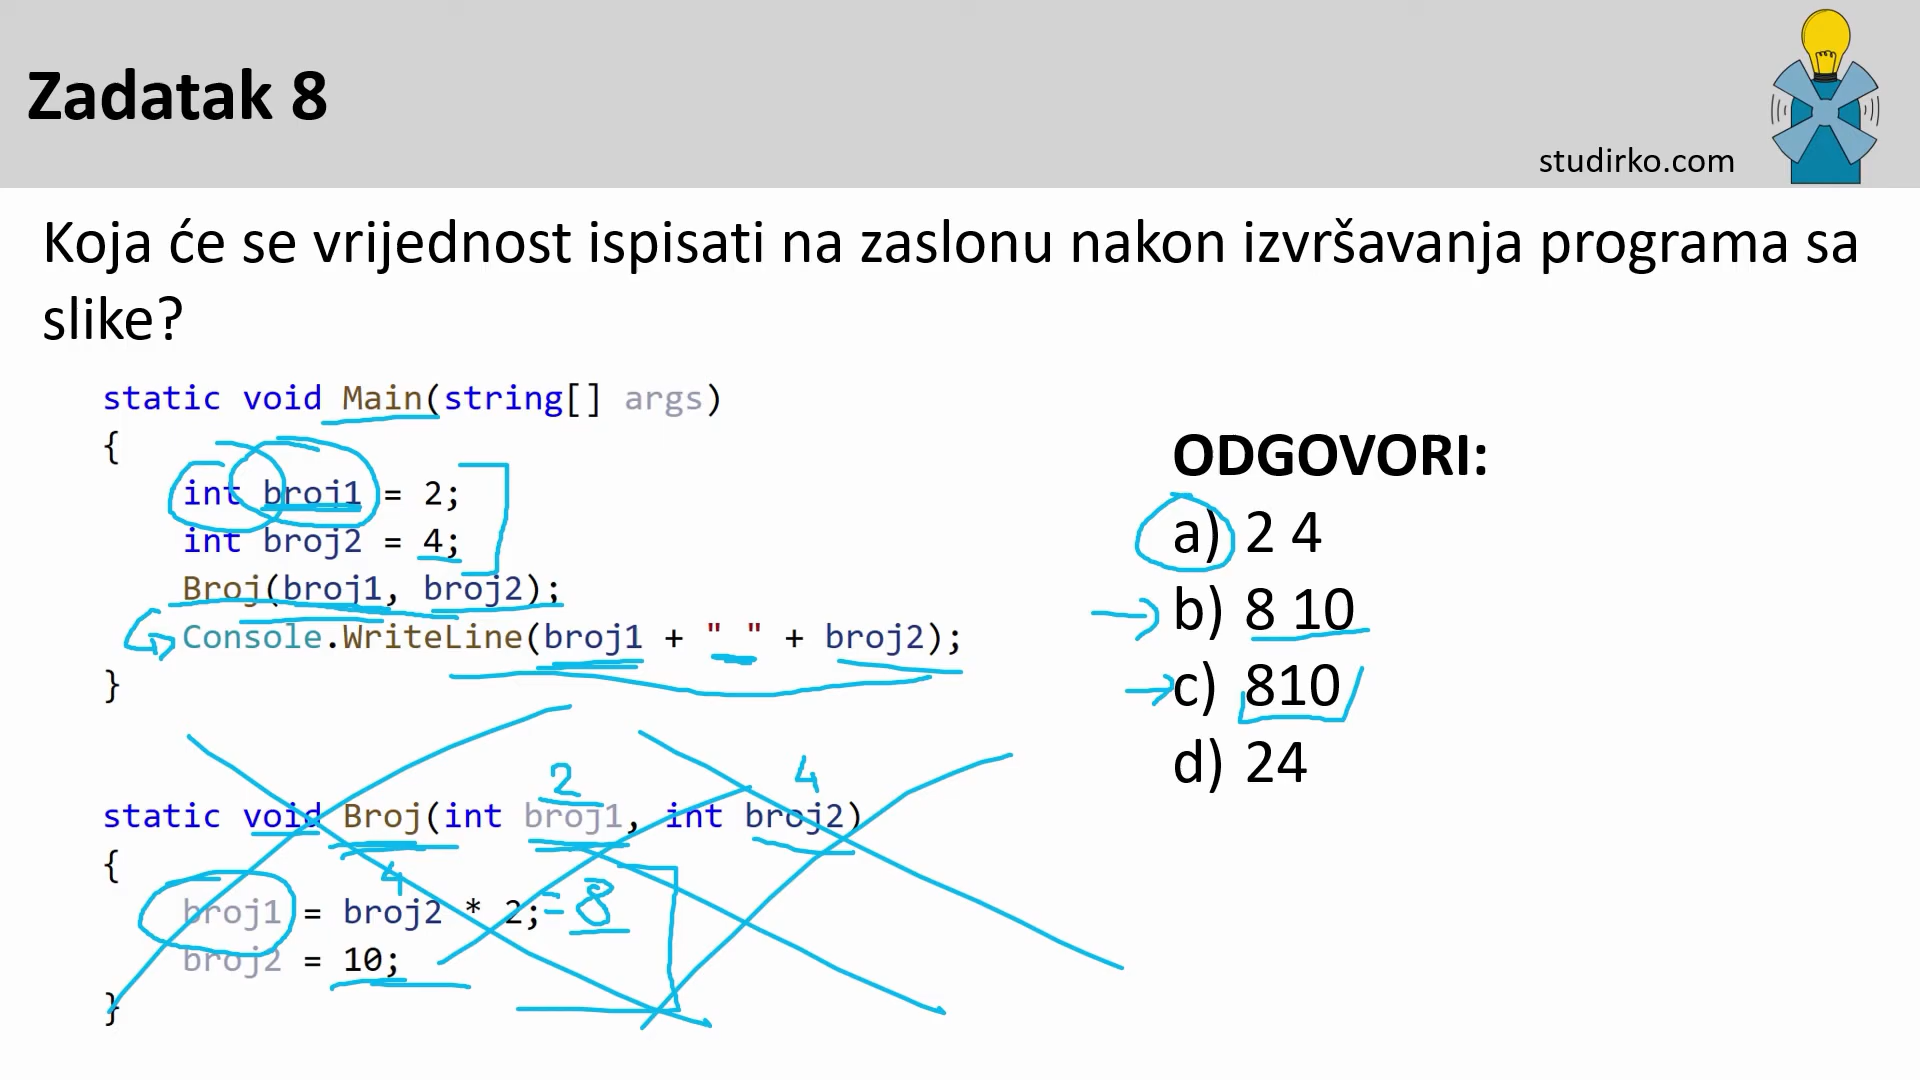 Zadatak 8
studirko.com
Koja će se vrijednost ispisati na zaslonu nakon izvršavanja programa sa
slike?
static void Main(string[] args)
{
int broj1 = 2;
int broj2 = 4;
Broj(broj1, broj2);
Console.WriteLine(broj1 + " " + broj2);
}
2 4
static void Broj(int broj1, int broj2)
{
4
broj1 = broj2 * 2; = 8
broj2 = 10;
}
ODGOVORI:
a) 2 4
b) 8 10
c) 810
d) 24